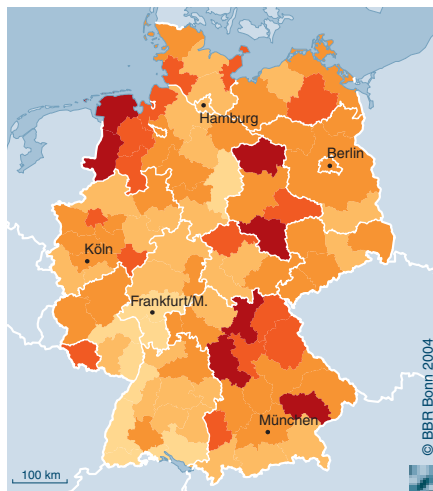 Hamburg
Berlin
Köln
Frankfurt/M.
München
100 km
© BBR Bonn 2004